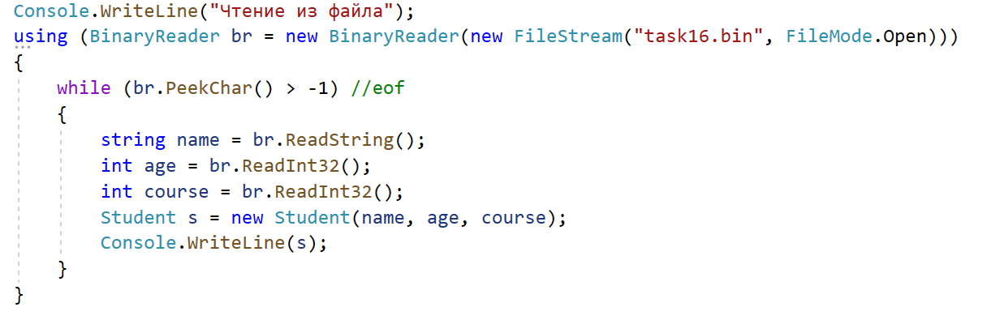 Console.WriteLine("Чтение из файла");
using (BinaryReader br = new BinaryReader(new FileStream("task16.bin", FileMode.Open)))
{
    while (br.PeekChar() > -1) //eof
    {
        string name = br.ReadString();
        int age = br.ReadInt32();
        int course = br.ReadInt32();
        Student s = new Student(name, age, course);
        Console.WriteLine(s);
    }
}